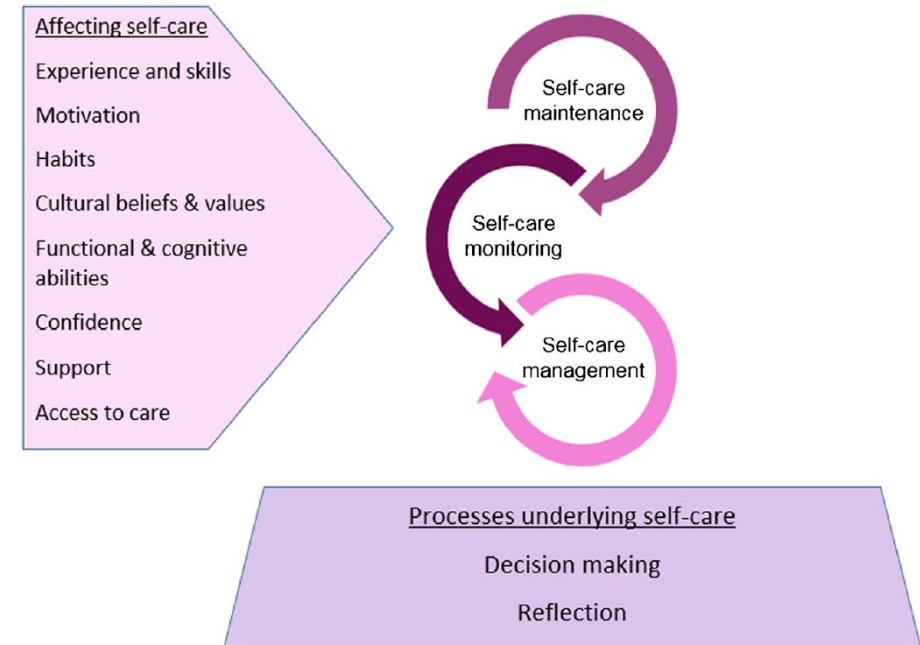 Affecting self-care
Experience and skills
Motivation
Habits
Cultural beliefs & values
Functional & cognitive
abilities
Confidence
Support
Access to care
Self-care
maintenance
Self-care
monitoring
Self-care
management
Processes underlying self-care
Decision making
Reflection